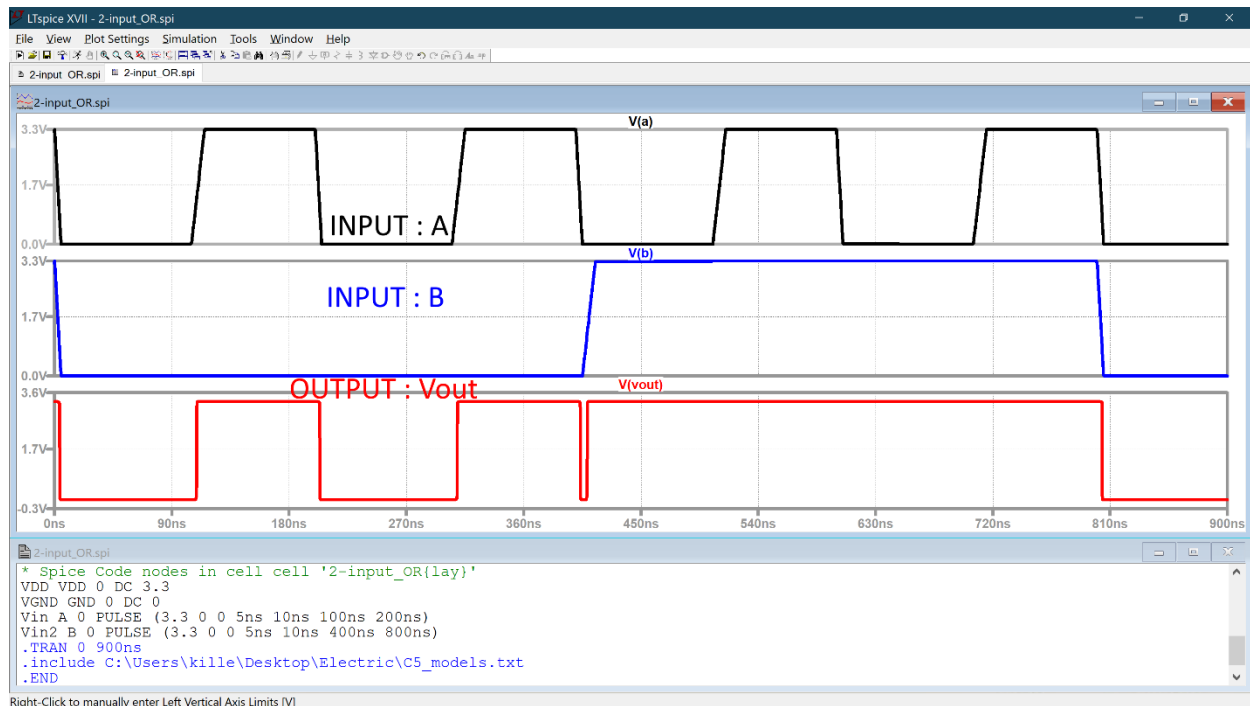 LTspice XVII - 2-input_OR.spi
File View Plot Settings Simulation Tools Window Help
2-input_OR.spi 2-input_OR.spi
2-input_OR.spi
V(a)
3.3V
1.7V
INPUT : A
0.0V
V(b)
3.3V
INPUT : B
1.7V
0.0V
OUTPUT : Vout
V(vout)
3.6V
1.7V
-0.3V
0ns 90ns 180ns 270ns 360ns 450ns 540ns 630ns 720ns 810ns 900ns
2-input_OR.spi
* Spice Code nodes in cell cell '2-input_OR{lay}'
VDD VDD 0 DC 3.3
VGND GND 0 DC 0
Vin A 0 PULSE (3.3 0 0 5ns 10ns 100ns 200ns)
Vin2 B 0 PULSE (3.3 0 0 5ns 10ns 400ns 800ns)
.TRAN 0 900ns
.include C:\Users\kille\Desktop\Electric\C5_models.txt
.END
Right-Click to manually enter Left Vertical Axis Limits [V]